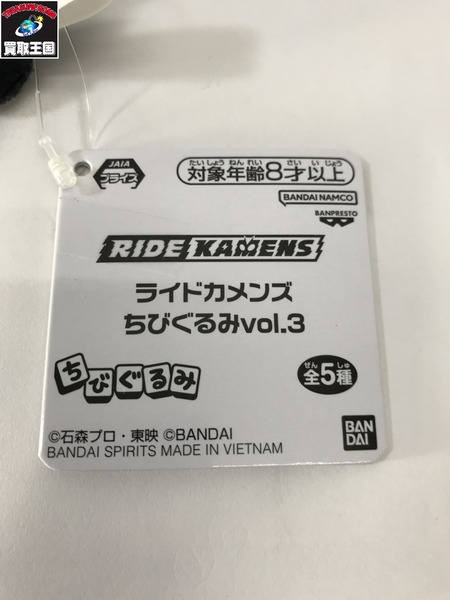 買取王国
JAIA
プライズ
たいしょうねんれい さいいじょう
対象年齢8才以上
BANDAI NAMCO
BANPRESTO
RIDE KAMENS
ライドカメンズ
ちびぐるみvol.3
ちびぐるみ
ぜん しゅ
全5種
©石森プロ・東映 ©BANDAI
BANDAI SPIRITS MADE IN VIETNAM
BAN
DAI